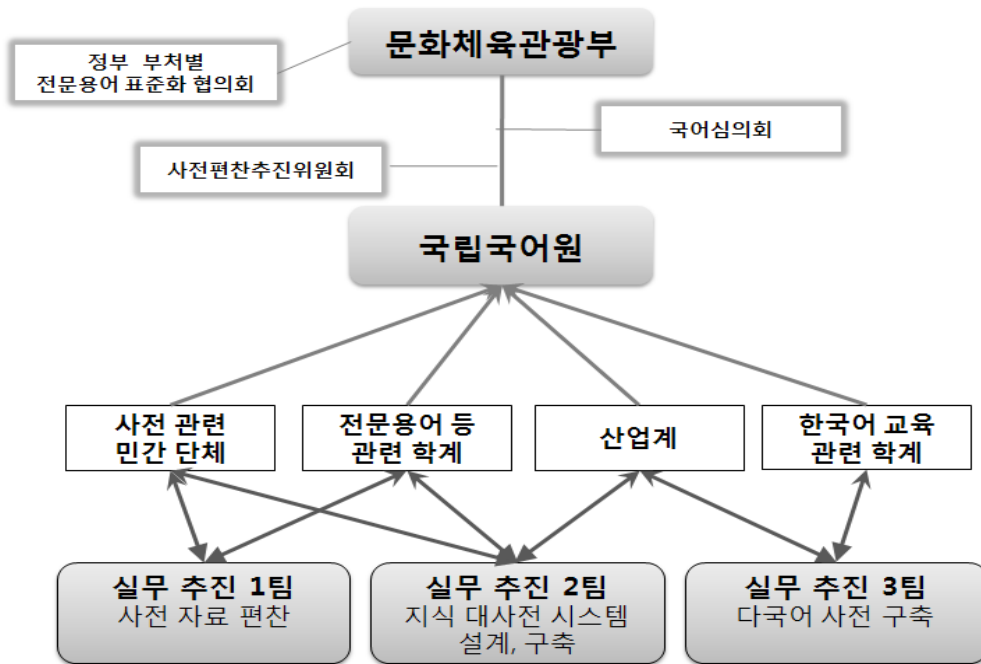 문화체육관광부
정부 부처별
전문용어 표준화 협의회
국어심의회
사전편찬추진위원회
국립국어원
사전 관련
민간 단체
전문용어 등
관련 학계
산업계
한국어 교육
관련 학계
실무 추진 1팀
사전 자료 편찬
실무 추진 2팀
지식 대사전 시스템
설계, 구축
실무 추진 3팀
다국어 사전 구축